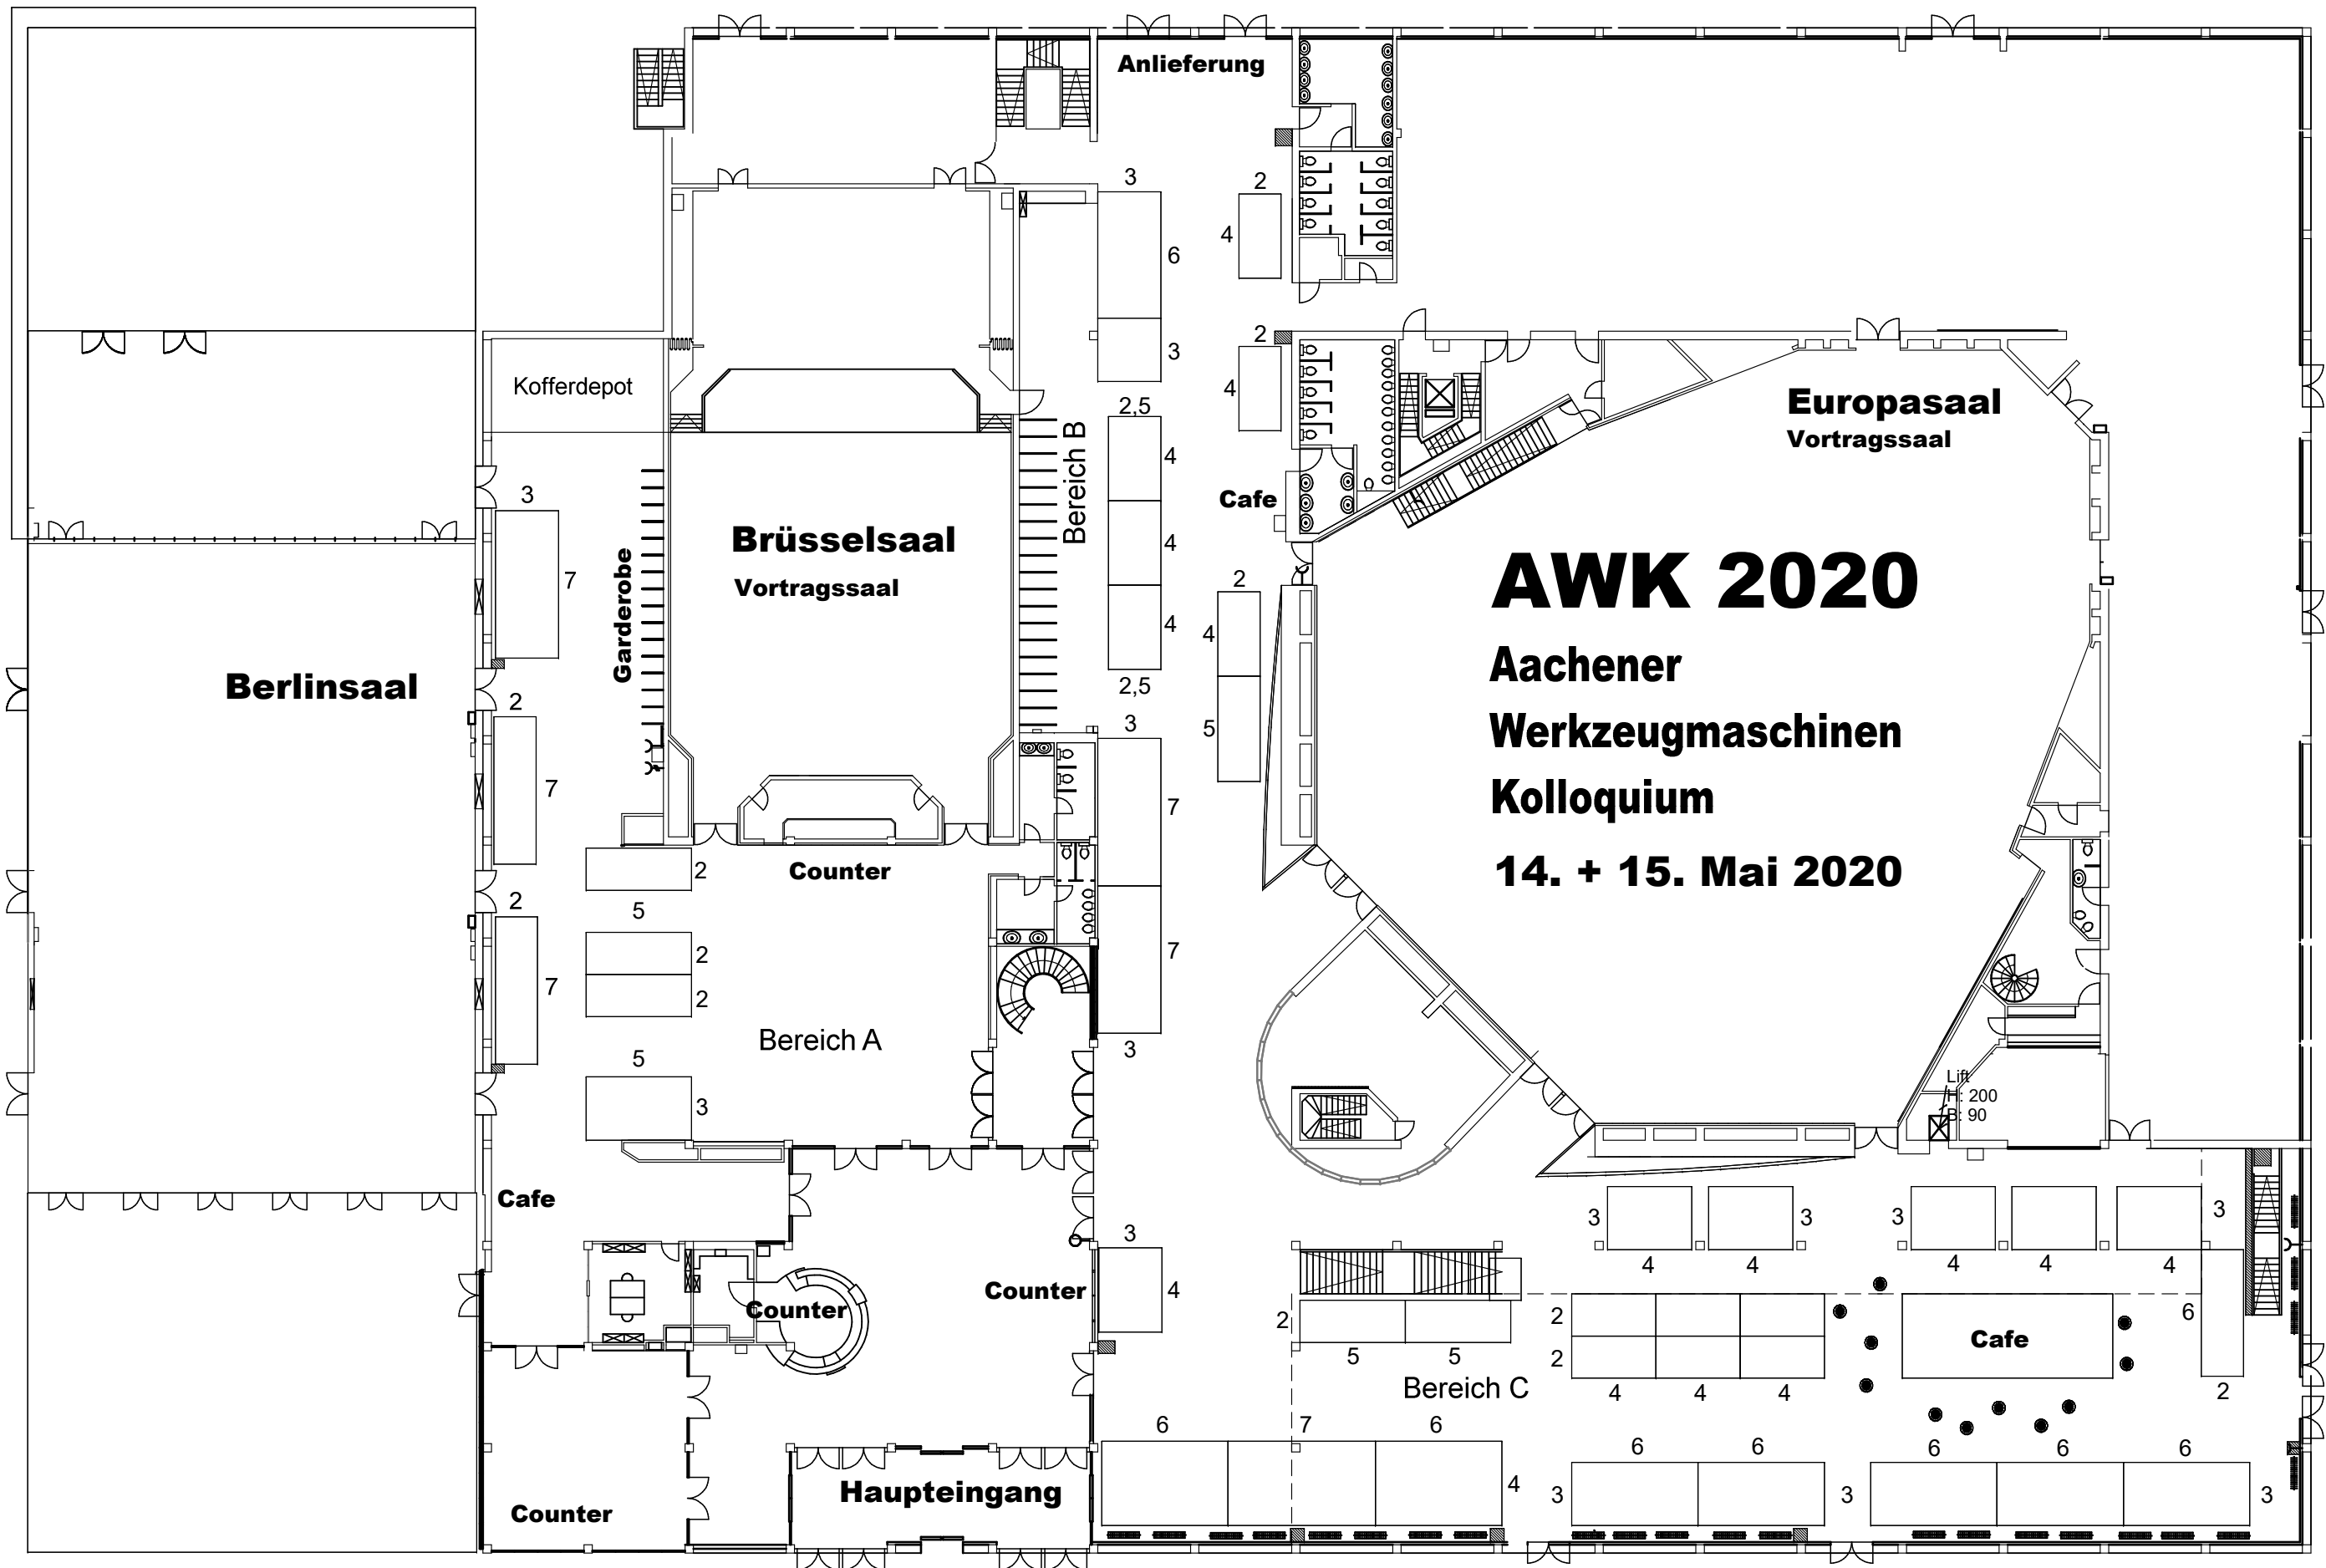 Anlieferung
3
2
4
6
2
3
Kofferdepot
4
2,5
Europasaal
Vortragssaal
Bereich B
4
3
Cafe
Brüsselsaal
Vortragssaal
4
7
Garderobe
2
AWK 2020
4
4
Aachener
Berlinsaal
2,5
2
3
5
Werkzeugmaschinen
7
Kolloquium
7
2
Counter
14. + 15. Mai 2020
2
5
2
7
7
2
Bereich A
3
5
Lift
H: 200
B: 90
3
Cafe
3
3
3
3
3
4
4
4
4
4
Counter
4
Counter
2
2
6
Cafe
2
5
5
Bereich C
4
4
4
2
6
7
6
6
6
6
6
6
Haupteingang
4
3
3
3
Counter